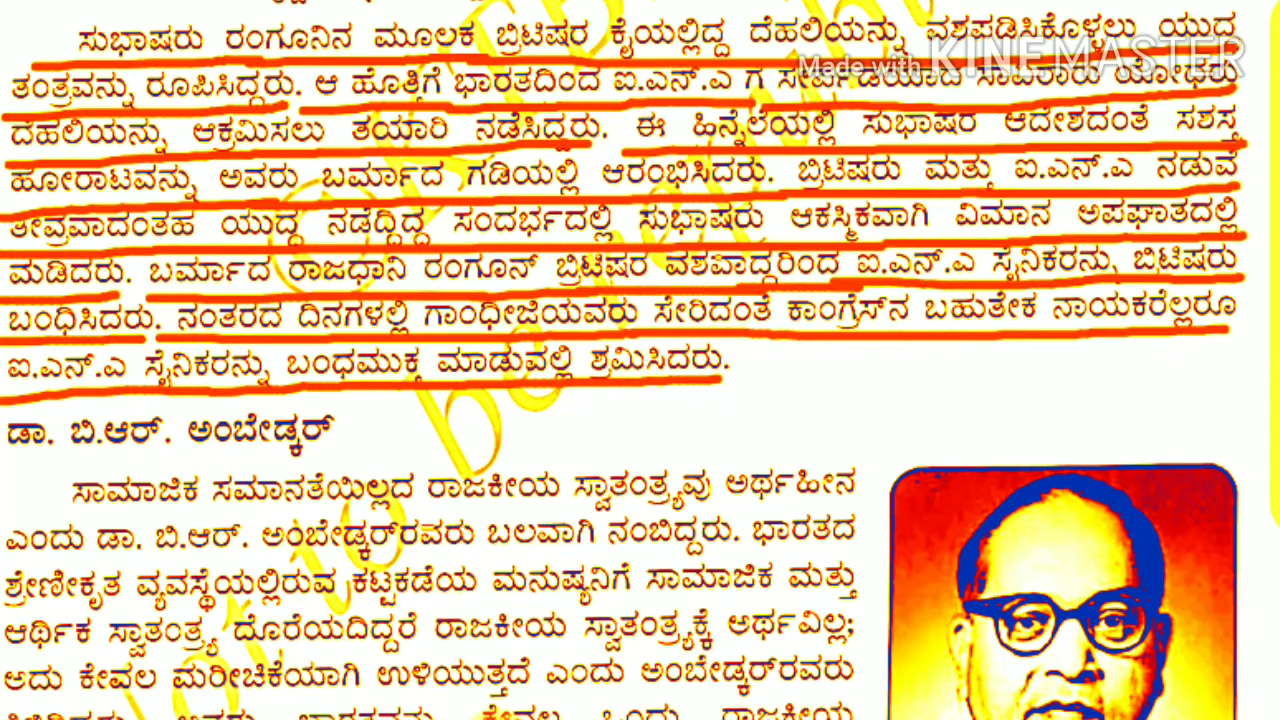 ಸುಭಾಷರು ರಂಗೂನಿನ ಮೂಲಕ ಬ್ರಿಟಿಷರ ಕೈಯಲ್ಲಿದ್ದ ದೆಹಲಿಯನ್ನು ವಶಪಡಿಸಿಕೊಳ್ಳಲು ಯುದ್ಧ
Made with KINEMASTER
ತಂತ್ರವನ್ನು ರೂಪಿಸಿದ್ದರು. ಆ ಹೊತ್ತಿಗೆ ಭಾರತದಿಂದ ಐ.ಎನ್.ಎ ಗೆ
ದೆಹಲಿಯನ್ನು ಆಕ್ರಮಿಸಲು ತಯಾರಿ ನಡೆಸಿದ್ದರು. ಈ ಹಿನ್ನೆಲೆಯಲ್ಲಿ ಸುಭಾಷರ ಆದೇಶದಂತೆ ಸಶಸ್ತ್ರ
ಹೋರಾಟವನ್ನು ಅವರು ಬರ್ಮಾದ ಗಡಿಯಲ್ಲಿ ಆರಂಭಿಸಿದರು. ಬ್ರಿಟಿಷರು ಮತ್ತು ಐ.ಎನ್.ಎ ನಡುವೆ
ತೀವ್ರವಾದಂತಹ ಯುದ್ಧ ನಡೆದ್ದಿದ್ದ ಸಂದರ್ಭದಲ್ಲಿ ಸುಭಾಷರು ಆಕಸ್ಮಿಕವಾಗಿ ವಿಮಾನ ಅಪಘಾತದಲ್ಲಿ
ಮಡಿದರು. ಬರ್ಮಾದ ರಾಜಧಾನಿ ರಂಗೂನ್ ಬ್ರಿಟಿಷರ ವಶವಾದ್ದರಿಂದ ಐ.ಎನ್.ಎ ಸೈನಿಕರನ್ನು ಬ್ರಿಟಿಷರು
ಬಂಧಿಸಿದರು. ನಂತರದ ದಿನಗಳಲ್ಲಿ ಗಾಂಧೀಜಿಯವರು ಸೇರಿದಂತೆ ಕಾಂಗ್ರೆಸ್‌ನ ಬಹುತೇಕ ನಾಯಕರೆಲ್ಲರೂ
ಐ.ಎನ್.ಎ ಸೈನಿಕರನ್ನು ಬಂಧಮುಕ್ತ ಮಾಡುವಲ್ಲಿ ಶ್ರಮಿಸಿದರು.
ಡಾ. ಬಿ.ಆರ್. ಅಂಬೇಡ್ಕರ್
ಸಾಮಾಜಿಕ ಸಮಾನತೆಯಿಲ್ಲದ ರಾಜಕೀಯ ಸ್ವಾತಂತ್ರ್ಯವು ಅರ್ಥಹೀನ
ಎಂದು ಡಾ. ಬಿ.ಆರ್. ಅಂಬೇಡ್ಕರ್‌ರವರು ಬಲವಾಗಿ ನಂಬಿದ್ದರು. ಭಾರತದ
ಶ್ರೇಣೀಕೃತ ವ್ಯವಸ್ಥೆಯಲ್ಲಿರುವ ಕಟ್ಟಕಡೆಯ ಮನುಷ್ಯನಿಗೆ ಸಾಮಾಜಿಕ ಮತ್ತು
ಆರ್ಥಿಕ ಸ್ವಾತಂತ್ರ್ಯ ದೊರೆಯದಿದ್ದರೆ ರಾಜಕೀಯ ಸ್ವಾತಂತ್ರ್ಯಕ್ಕೆ ಅರ್ಥವಿಲ್ಲ;
ಅದು ಕೇವಲ ಮರೀಚಿಕೆಯಾಗಿ ಉಳಿಯುತ್ತದೆ ಎಂದು ಅಂಬೇಡ್ಕರ್‌ರವರು
ಭಾರತವನ್ನು ಕೇವಲ ಒಂದು ರಾಜಕೀಯ